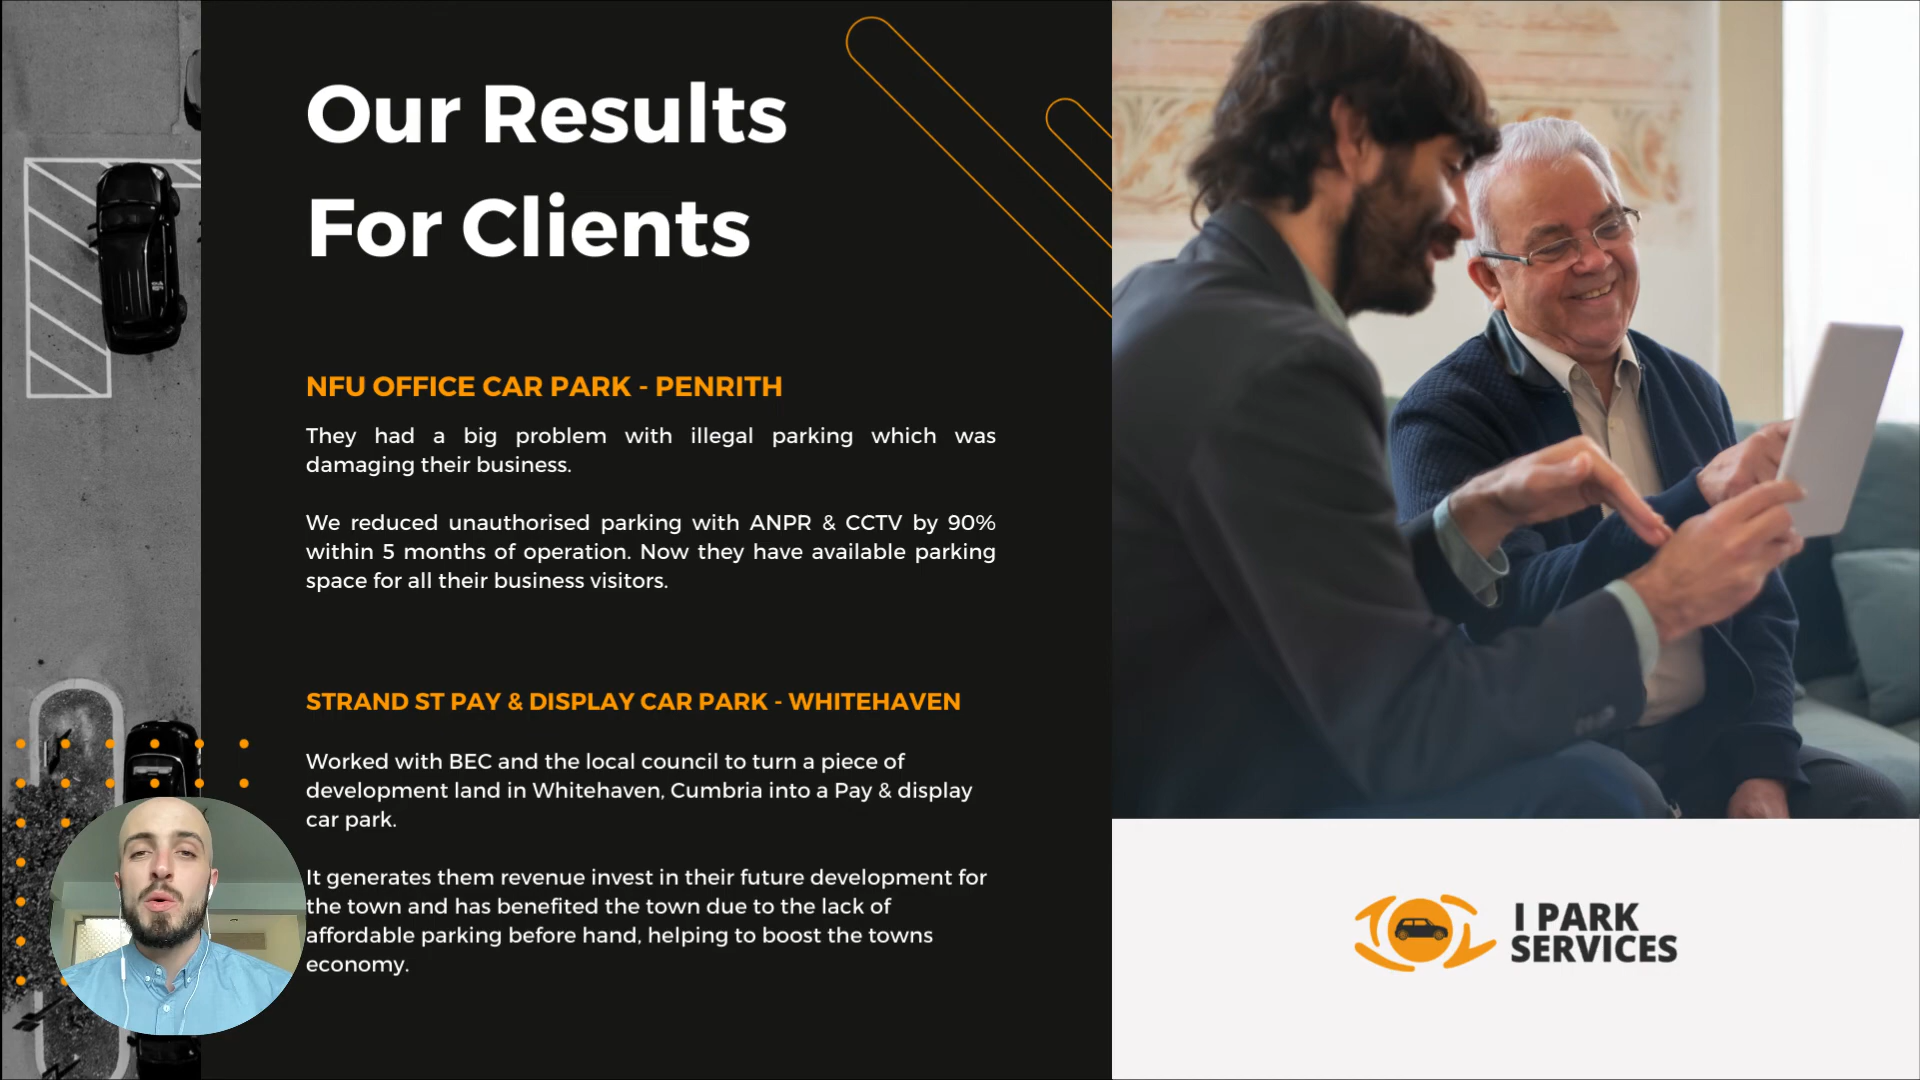 Our Results
For Clients
NFU OFFICE CAR PARK - PENRITH
They had a big problem with illegal parking which was
damaging their business.
We reduced unauthorised parking with ANPR & CCTV by 90%
within 5 months of operation. Now they have available parking
space for all their business visitors.
STRAND ST PAY & DISPLAY CAR PARK - WHITEHAVEN
Worked with BEC and the local council to turn a piece of
development land in Whitehaven, Cumbria into a Pay & display
car park.
It generates them revenue invest in their future development for
the town and has benefited the town due to the lack of
affordable parking before hand, helping to boost the towns
economy.
I PARK
SERVICES